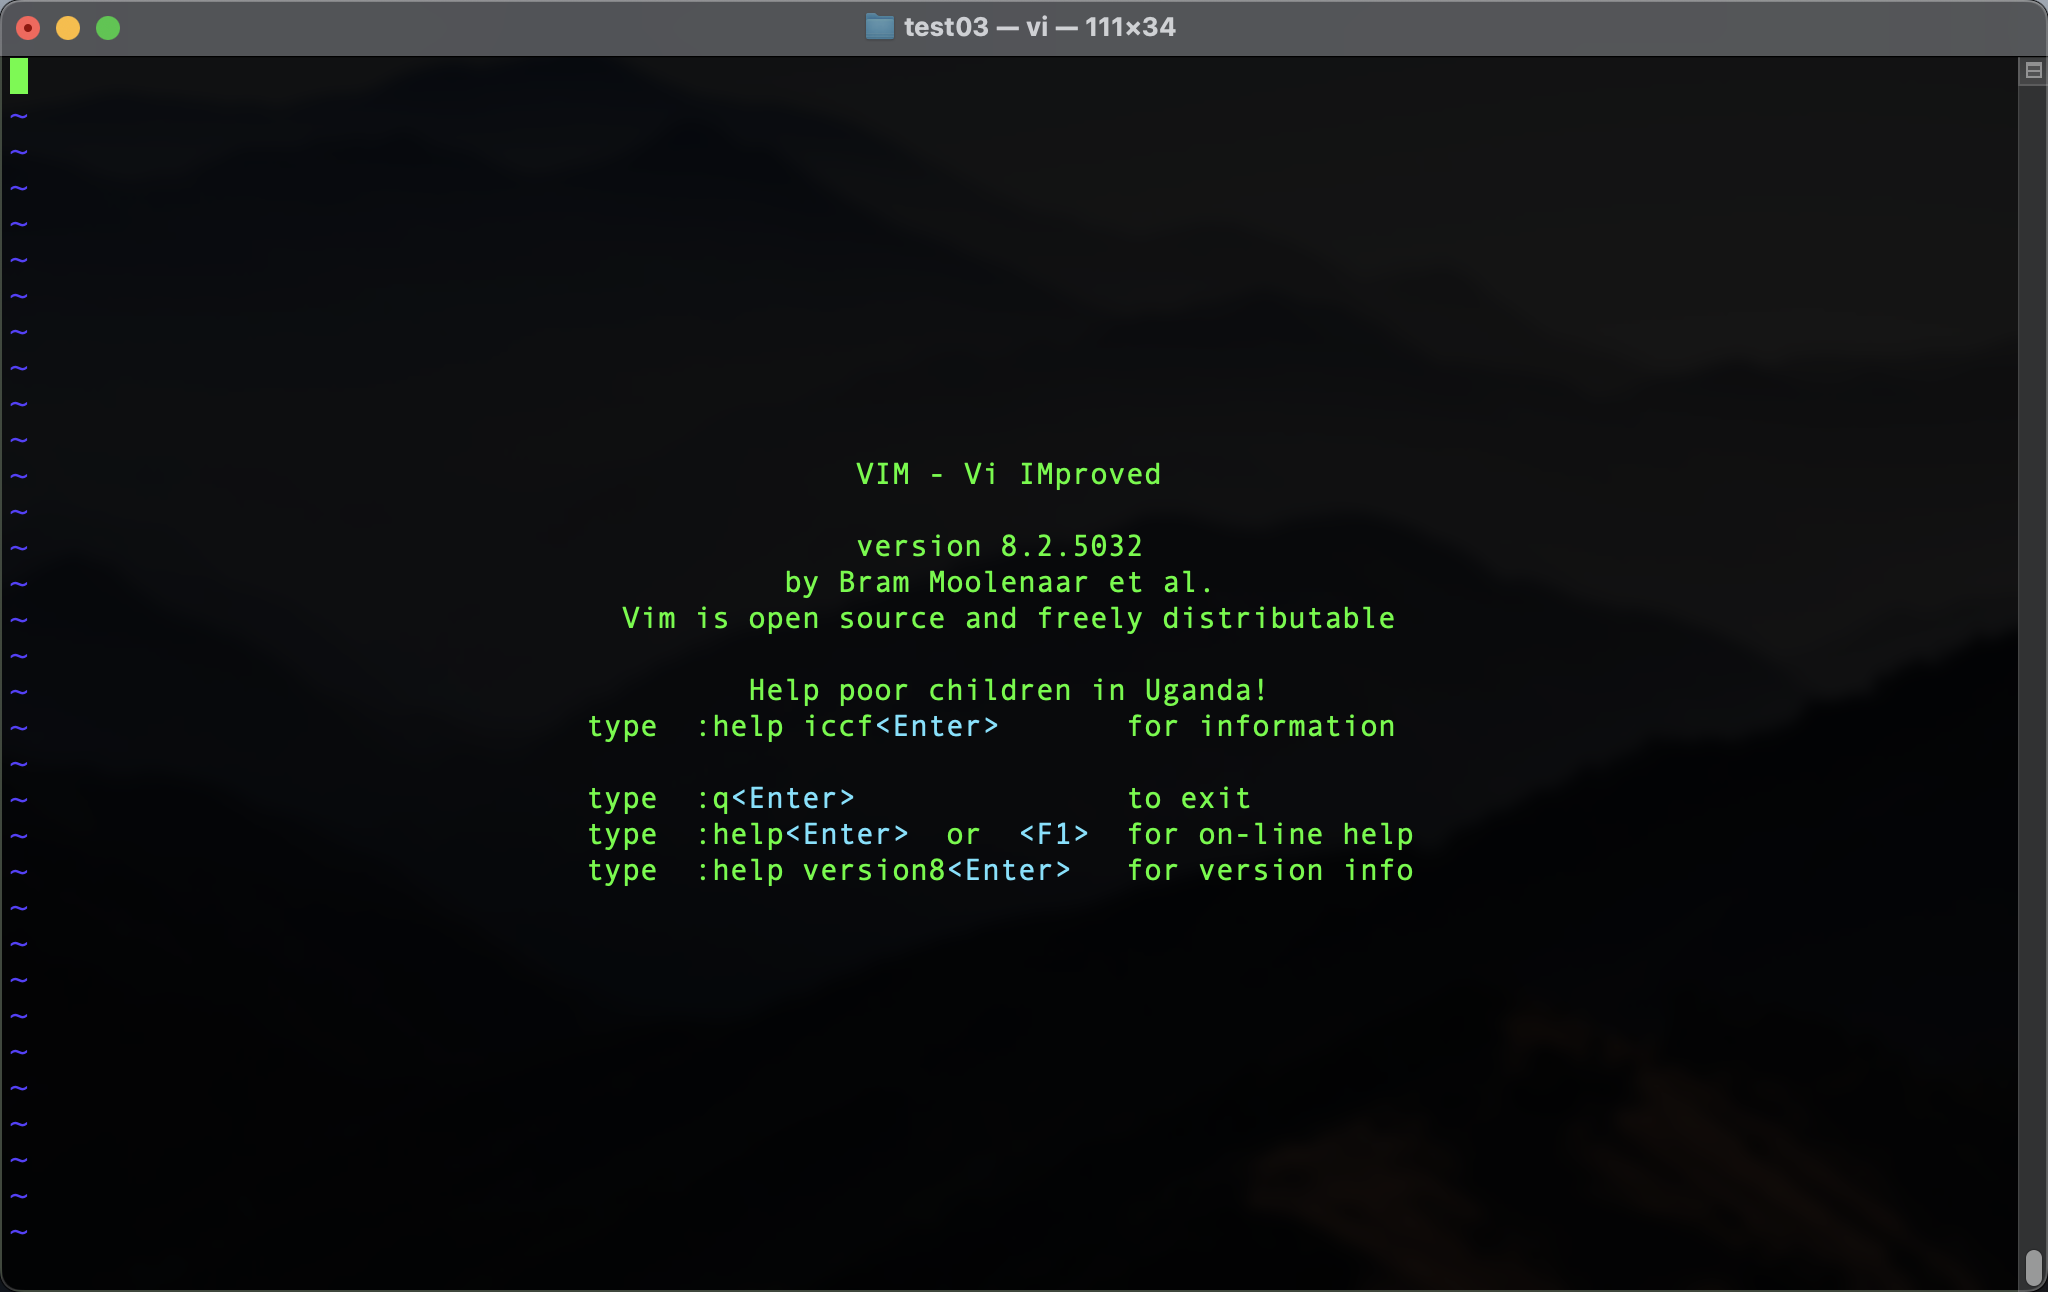 test03 — vi — 111×34
~
~
~
~
~
~
~
~
~
~
~ VIM - Vi IMproved
~
~ version 8.2.5032
~ by Bram Moolenaar et al.
~ Vim is open source and freely distributable
~
~ Help poor children in Uganda!
~ type :help iccf<Enter> for information
~
~ type :q<Enter> to exit
~ type :help<Enter> or <F1> for on-line help
~ type :help version8<Enter> for version info
~
~
~
~
~
~
~
~
~
~